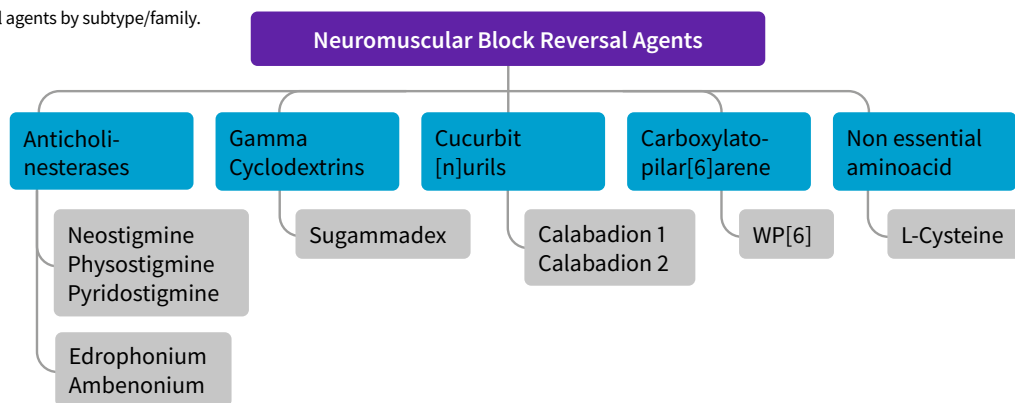 agents by subtype/family.
Neuromuscular Block Reversal Agents
Anticholi-
nesterases
Gamma
Cyclodextrins
Cucurbit
[n]urils
Carboxylato-
pilar[6]arene
Non essential
aminoacid
Neostigmine
Physostigmine
Pyridostigmine
Sugammadex
Calabadion 1
Calabadion 2
WP[6]
L-Cysteine
Edrophonium
Ambenonium